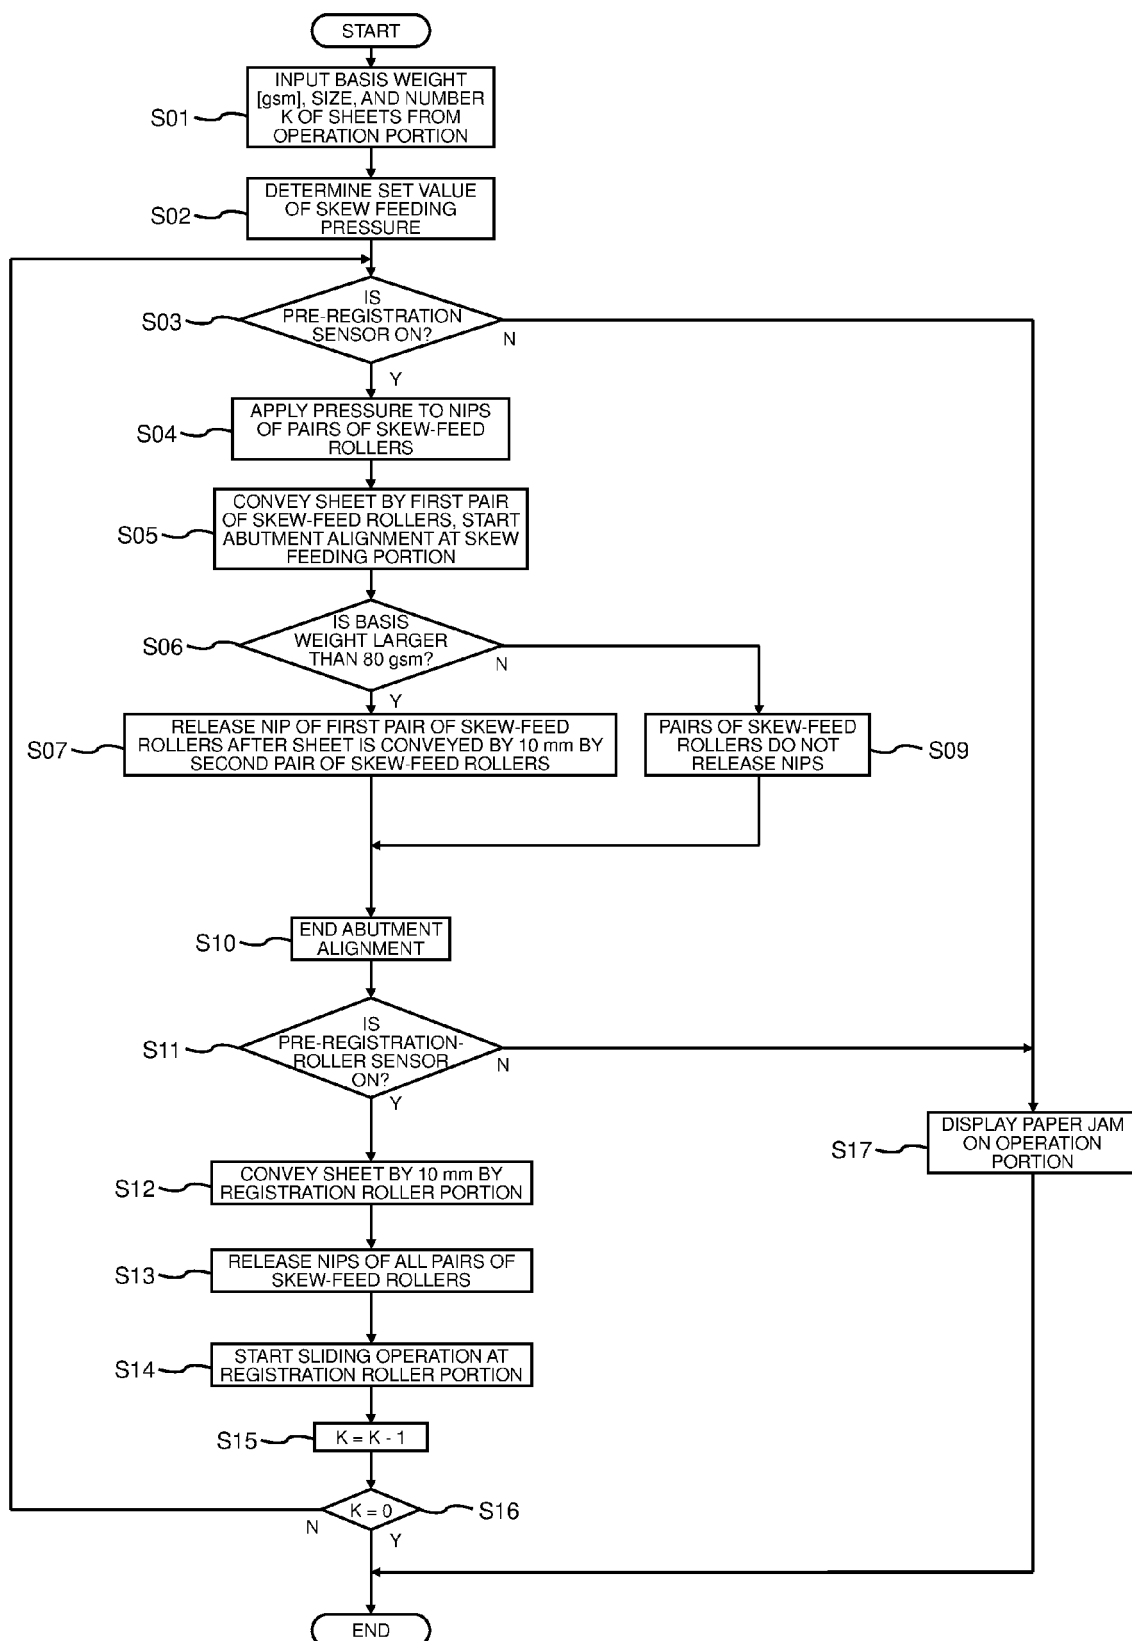 START
INPUT BASIS WEIGHT
[gsm], SIZE, AND NUMBER
K OF SHEETS FROM
OPERATION PORTION
S01
DETERMINE SET VALUE
OF SKEW FEEDING
PRESSURE
S02
IS
PRE-REGISTRATION
SENSOR ON?
S03
N
Y
APPLY PRESSURE TO NIPS
OF PAIRS OF SKEW-FEED
ROLLERS
S04
CONVEY SHEET BY FIRST PAIR
OF SKEW-FEED ROLLERS, START
ABUTMENT ALIGNMENT AT SKEW
FEEDING PORTION
S05
IS BASIS
WEIGHT LARGER
THAN 80 gsm?
S06
N
Y
RELEASE NIP OF FIRST PAIR OF SKEW-FEED
ROLLERS AFTER SHEET IS CONVEYED BY 10 mm BY
SECOND PAIR OF SKEW-FEED ROLLERS
S07
PAIRS OF SKEW-FEED
ROLLERS DO NOT
RELEASE NIPS
S09
END ABUTMENT
ALIGNMENT
S10
IS
PRE-REGISTRATION-
ROLLER SENSOR
ON?
S11
N
Y
DISPLAY PAPER JAM
ON OPERATION
PORTION
S17
CONVEY SHEET BY 10 mm BY
REGISTRATION ROLLER PORTION
S12
RELEASE NIPS OF ALL PAIRS OF
SKEW-FEED ROLLERS
S13
START SLIDING OPERATION AT
REGISTRATION ROLLER PORTION
S14
K = K - 1
S15
K = 0
S16
N
Y
END